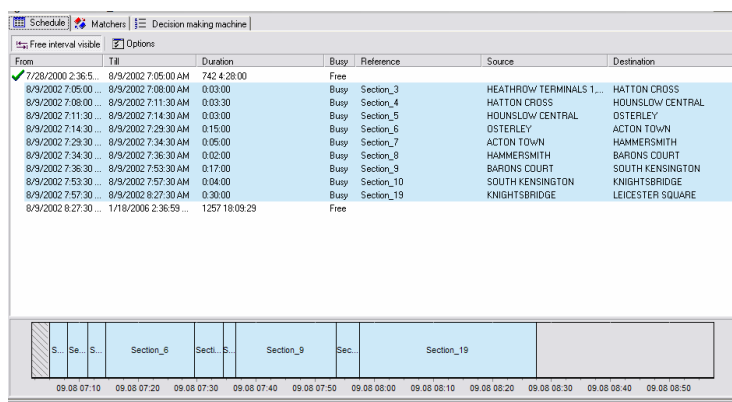 Schedule Matchers Decision making machine
Free interval visible Options
From Till Duration Busy Reference Source Destination
7/28/2000 2:36:5... 8/9/2002 7:05:00 AM 742 4:28:00 Free
8/9/2002 7:05:00 ... 8/9/2002 7:08:00 AM 0:03:00 Busy Section_3 HEATHROW TERMINALS 1,... HATTON CROSS
8/9/2002 7:08:00 ... 8/9/2002 7:11:30 AM 0:03:30 Busy Section_4 HATTON CROSS HOUNSLOW CENTRAL
8/9/2002 7:11:30 ... 8/9/2002 7:14:30 AM 0:03:00 Busy Section_5 HOUNSLOW CENTRAL OSTERLEY
8/9/2002 7:14:30 ... 8/9/2002 7:29:30 AM 0:15:00 Busy Section_6 OSTERLEY ACTON TOWN
8/9/2002 7:29:30 ... 8/9/2002 7:34:30 AM 0:05:00 Busy Section_7 ACTON TOWN HAMMERSMITH
8/9/2002 7:34:30 ... 8/9/2002 7:36:30 AM 0:02:00 Busy Section_8 HAMMERSMITH BARONS COURT
8/9/2002 7:36:30 ... 8/9/2002 7:53:30 AM 0:17:00 Busy Section_9 BARONS COURT SOUTH KENSINGTON
8/9/2002 7:53:30 ... 8/9/2002 7:57:30 AM 0:04:00 Busy Section_10 SOUTH KENSINGTON KNIGHTSBRIDGE
8/9/2002 7:57:30 ... 8/9/2002 8:27:30 AM 0:30:00 Busy Section_19 KNIGHTSBRIDGE LEICESTER SQUARE
8/9/2002 8:27:30 ... 1/18/2006 2:36:59 ... 1257 18:09:29 Free
S... Se... S... Section_6 Secti... S... Section_9 Sec... Section_19
09.08 07:10 09.08 07:20 09.08 07:30 09.08 07:40 09.08 07:50 09.08 08:00 09.08 08:10 09.08 08:20 09.08 08:30 09.08 08:40 09.08 08:50